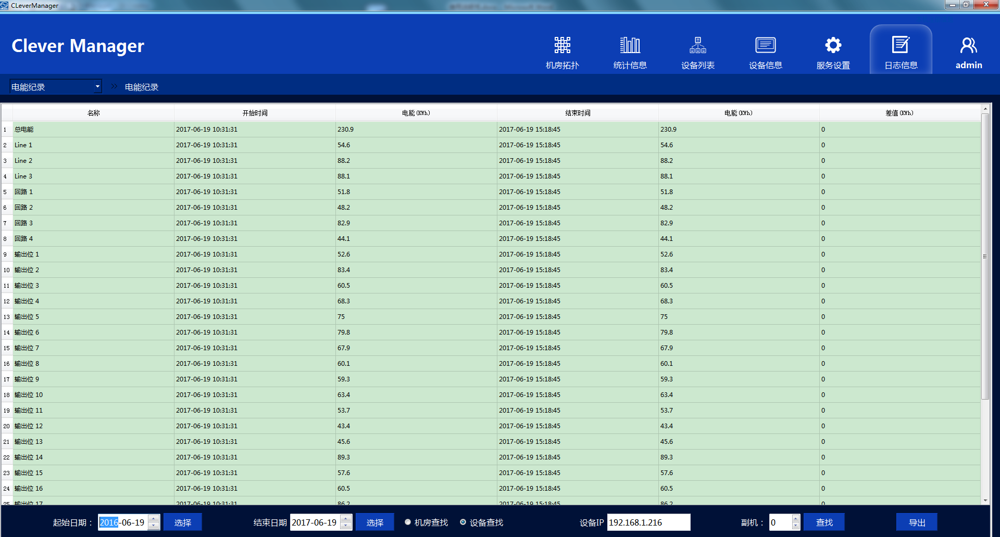 CLeverManager
Clever Manager
机房拓扑 统计信息 设备列表 设备信息 服务设置 日志信息 admin
电能纪录 >> 电能纪录
名称 开始时间 电能(KWh) 结束时间 电能(KWh) 差值(KWh)
1 总电能 2017-06-19 10:31:31 230.9 2017-06-19 15:18:45 230.9 0
2 Line 1 2017-06-19 10:31:31 54.6 2017-06-19 15:18:45 54.6 0
3 Line 2 2017-06-19 10:31:31 88.2 2017-06-19 15:18:45 88.2 0
4 Line 3 2017-06-19 10:31:31 88.1 2017-06-19 15:18:45 88.1 0
5 回路 1 2017-06-19 10:31:31 51.8 2017-06-19 15:18:45 51.8 0
6 回路 2 2017-06-19 10:31:31 48.2 2017-06-19 15:18:45 48.2 0
7 回路 3 2017-06-19 10:31:31 82.9 2017-06-19 15:18:45 82.9 0
8 回路 4 2017-06-19 10:31:31 44.1 2017-06-19 15:18:45 44.1 0
9 输出位 1 2017-06-19 10:31:31 52.6 2017-06-19 15:18:45 52.6 0
10 输出位 2 2017-06-19 10:31:31 83.4 2017-06-19 15:18:45 83.4 0
11 输出位 3 2017-06-19 10:31:31 60.5 2017-06-19 15:18:45 60.5 0
12 输出位 4 2017-06-19 10:31:31 68.3 2017-06-19 15:18:45 68.3 0
13 输出位 5 2017-06-19 10:31:31 75 2017-06-19 15:18:45 75 0
14 输出位 6 2017-06-19 10:31:31 79.8 2017-06-19 15:18:45 79.8 0
15 输出位 7 2017-06-19 10:31:31 67.9 2017-06-19 15:18:45 67.9 0
16 输出位 8 2017-06-19 10:31:31 60.1 2017-06-19 15:18:45 60.1 0
17 输出位 9 2017-06-19 10:31:31 59.3 2017-06-19 15:18:45 59.3 0
18 输出位 10 2017-06-19 10:31:31 63.4 2017-06-19 15:18:45 63.4 0
19 输出位 11 2017-06-19 10:31:31 53.7 2017-06-19 15:18:45 53.7 0
20 输出位 12 2017-06-19 10:31:31 43.4 2017-06-19 15:18:45 43.4 0
21 输出位 13 2017-06-19 10:31:31 45.6 2017-06-19 15:18:45 45.6 0
22 输出位 14 2017-06-19 10:31:31 89.3 2017-06-19 15:18:45 89.3 0
23 输出位 15 2017-06-19 10:31:31 57.6 2017-06-19 15:18:45 57.6 0
24 输出位 16 2017-06-19 10:31:31 60.5 2017-06-19 15:18:45 60.5 0
25 输出位 17 2017-06-19 10:31:31 86.2 2017-06-19 15:18:45 86.2 0
起始日期： 2016-06-19 选择 结束日期 2017-06-19 选择 机房查找 设备查找 设备IP 192.168.1.216 副机： 0 查找 导出